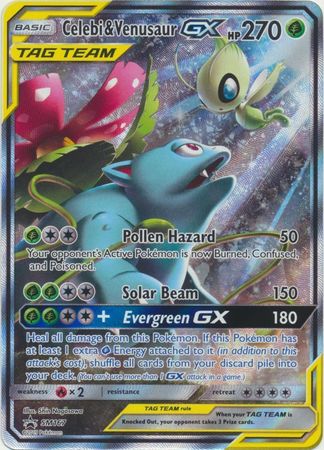 BASIC Celebi&Venusaur GX HP 270
TAG TEAM
Pollen Hazard 50
Your opponent's Active Pokémon is now Burned, Confused,
and Poisoned.
Solar Beam 150
+ Evergreen GX 180
Heal all damage from this Pokémon. If this Pokémon has
at least 1 extra Energy attached to it (in addition to this
attack's cost), shuffle all cards from your discard pile into
your deck. (You can't use more than 1 GX attack in a game.)
weakness ×2 resistance retreat
TAG TEAM rule
When your TAG TEAM is
Knocked Out, your opponent takes 3 Prize cards.
Illus. Shin Nagasawa
SM167